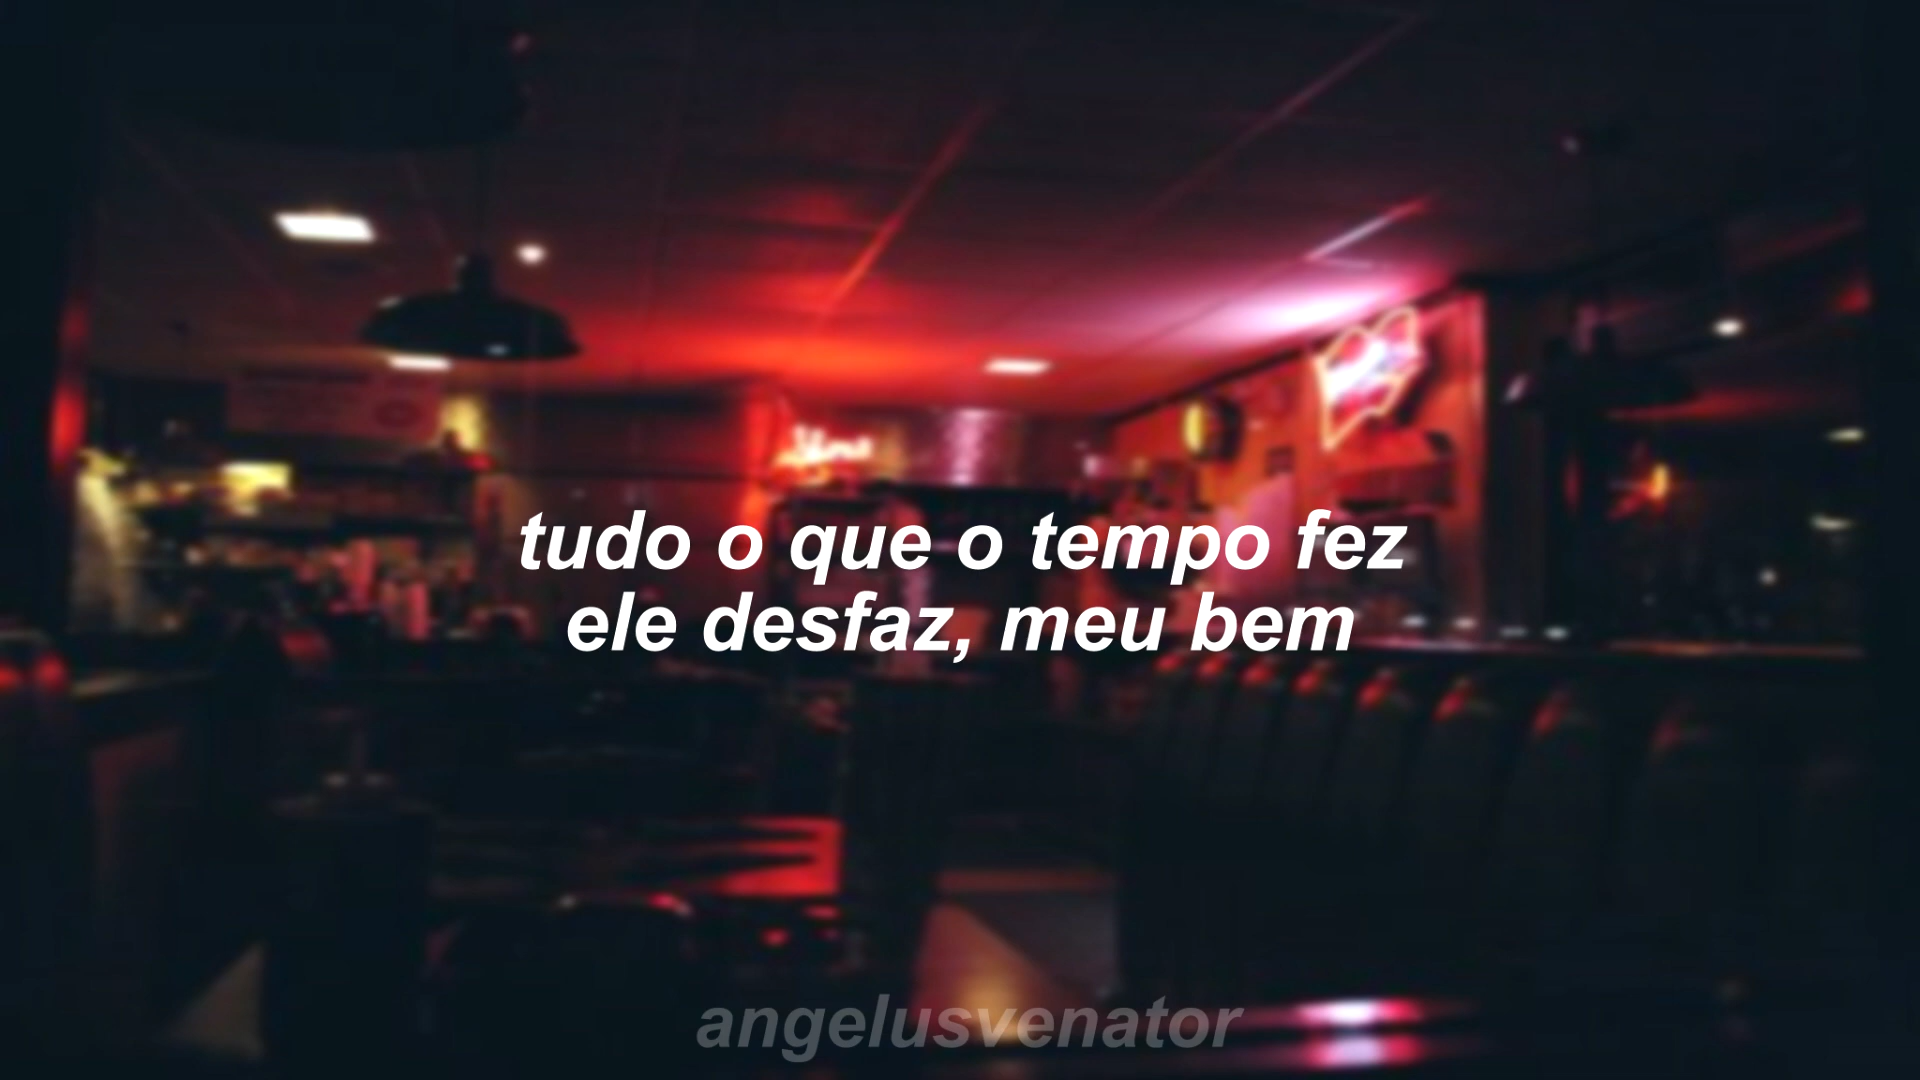 tudo o que o tempo fez
ele desfaz, meu bem
angelusvenator